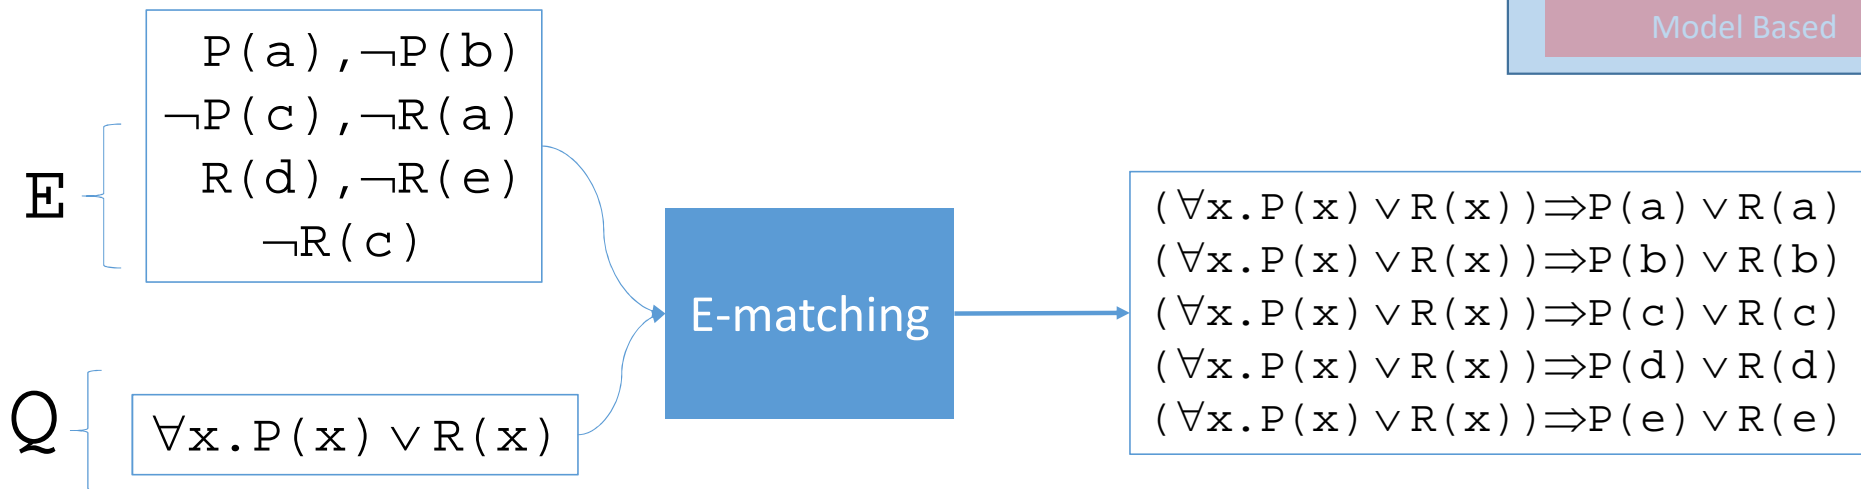 Model Based
P(a),¬P(b)
¬P(c),¬R(a)
R(d),¬R(e)
¬R(c)
E
Q
∀x.P(x)∨R(x)
E-matching
(∀x.P(x)∨R(x))⇒P(a)∨R(a)
(∀x.P(x)∨R(x))⇒P(b)∨R(b)
(∀x.P(x)∨R(x))⇒P(c)∨R(c)
(∀x.P(x)∨R(x))⇒P(d)∨R(d)
(∀x.P(x)∨R(x))⇒P(e)∨R(e)